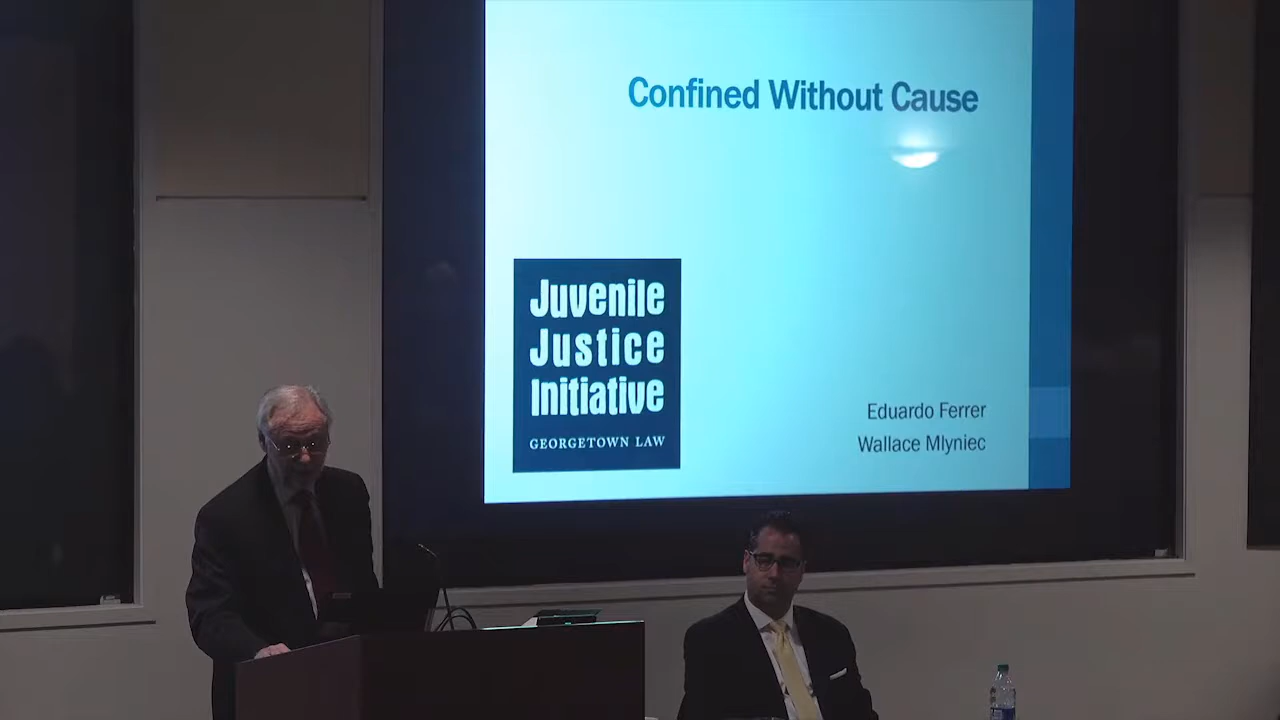 Confined Without Cause
Juvenile
Justice
Initiative
GEORGETOWN LAW
Eduardo Ferrer
Wallace Mlyniec